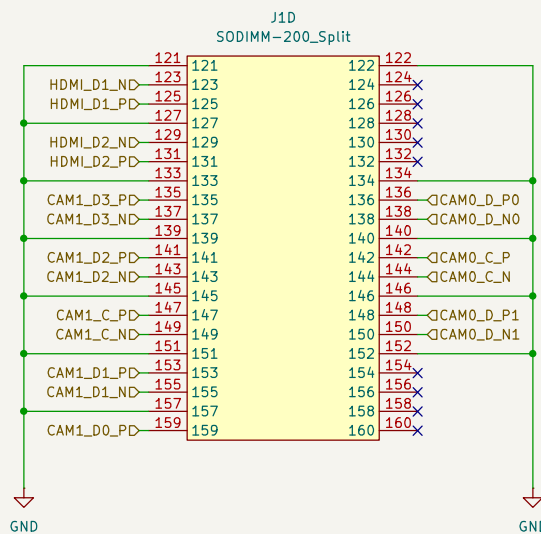 J1D
SODIMM-200_Split
121 121 122 122
HDMI_D1_N 123 123 124 124
HDMI_D1_P 125 125 126 126
127 127 128 128
HDMI_D2_N 129 129 130 130
HDMI_D2_P 131 131 132 132
133 133 134 134
CAM1_D3_P 135 135 136 136 CAM0_D_P0
CAM1_D3_N 137 137 138 138 CAM0_D_N0
139 139 140 140
CAM1_D2_P 141 141 142 142 CAM0_C_P
CAM1_D2_N 143 143 144 144 CAM0_C_N
145 145 146 146
CAM1_C_P 147 147 148 148 CAM0_D_P1
CAM1_C_N 149 149 150 150 CAM0_D_N1
151 151 152 152
CAM1_D1_P 153 153 154 154
CAM1_D1_N 155 155 156 156
157 157 158 158
CAM1_D0_P 159 159 160 160
GND GND